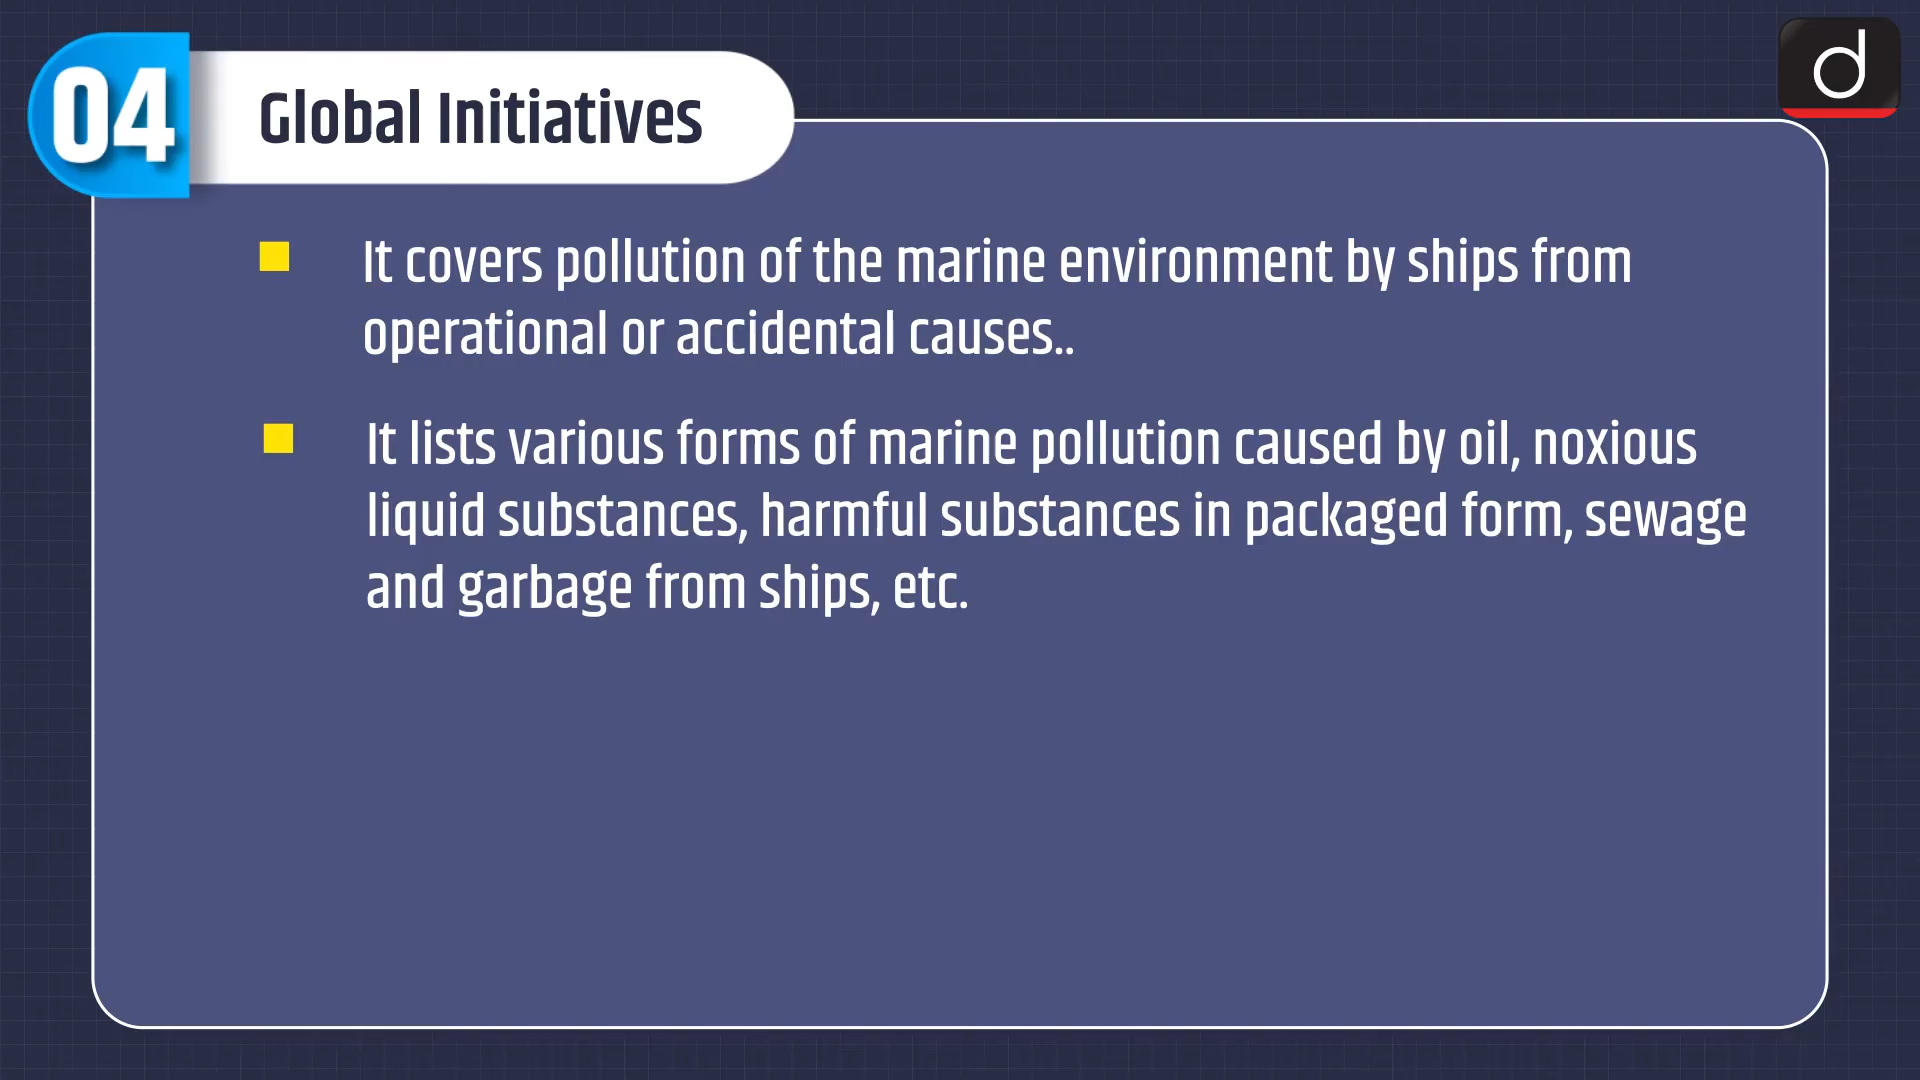 04
Global Initiatives
d
It covers pollution of the marine environment by ships from
operational or accidental causes..
It lists various forms of marine pollution caused by oil, noxious
liquid substances, harmful substances in packaged form, sewage
and garbage from ships, etc.